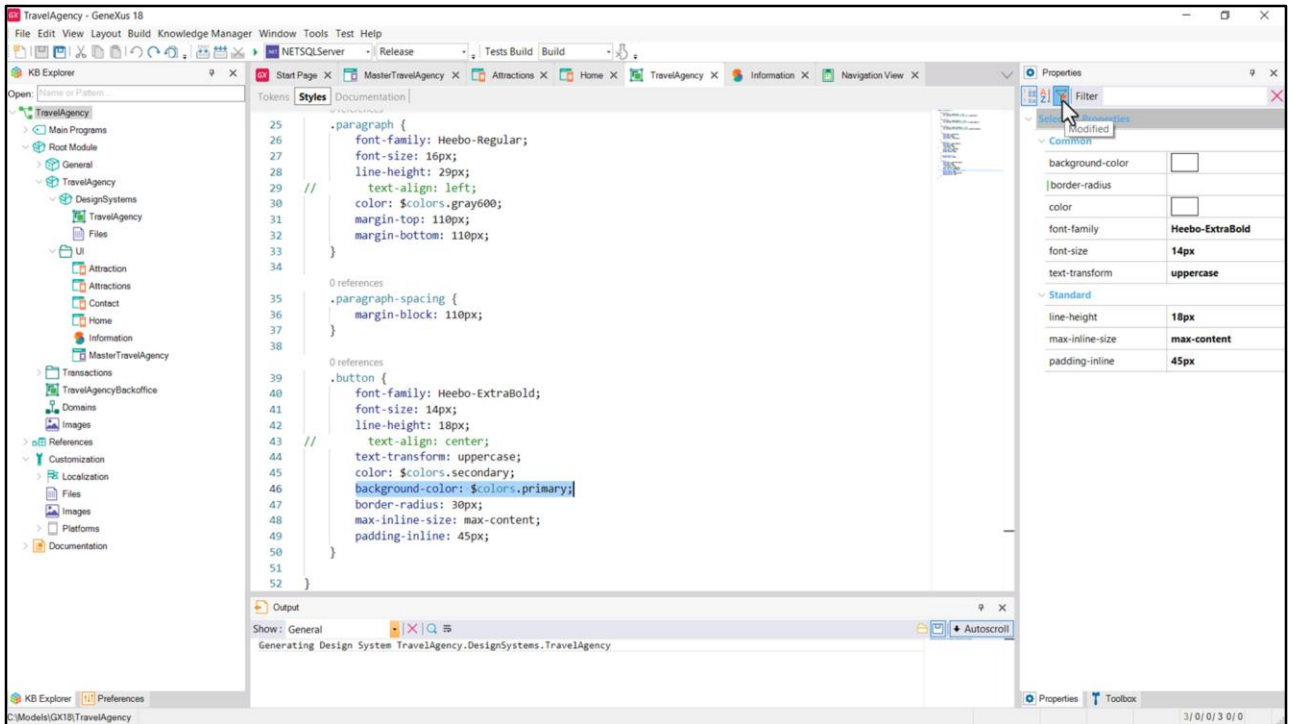 TravelAgency - GeneXus 18
File Edit View Layout Build Knowledge Manager Window Tools Test Help
NETSQLServer Release Tests Build Build
KB Explorer
Open: Name or Pattern...
TravelAgency
Main Programs
Root Module
General
TravelAgency
DesignSystems
TravelAgency
Files
UI
Attraction
Attractions
Contact
Home
Information
MasterTravelAgency
Transactions
TravelAgencyBackoffice
Domains
Images
References
Customization
Localization
Files
Images
Platforms
Documentation
KB Explorer Preferences
Start Page MasterTravelAgency Attractions Home TravelAgency Information Navigation View
Tokens Styles Documentation
0 references
25 .paragraph {
26 font-family: Heebo-Regular;
27 font-size: 16px;
28 line-height: 29px;
29 // text-align: left;
30 color: $colors.gray600;
31 margin-top: 110px;
32 margin-bottom: 110px;
33 }
34
0 references
35 .paragraph-spacing {
36 margin-block: 110px;
37 }
38
0 references
39 .button {
40 font-family: Heebo-ExtraBold;
41 font-size: 14px;
42 line-height: 18px;
43 // text-align: center;
44 text-transform: uppercase;
45 color: $colors.secondary;
46 background-color: $colors.primary;
47 border-radius: 30px;
48 max-inline-size: max-content;
49 padding-inline: 45px;
50 }
51
52 }
Output
Show: General Autoscroll
Generating Design System TravelAgency.DesignSystems.TravelAgency
Properties
Filter
Modified
Common
background-color
border-radius
color
font-family Heebo-ExtraBold
font-size 14px
text-transform uppercase
Standard
line-height 18px
max-inline-size max-content
padding-inline 45px
Properties Toolbox
C:\Models\GX18\TravelAgency
3/ 0/ 0/ 3 0/ 0